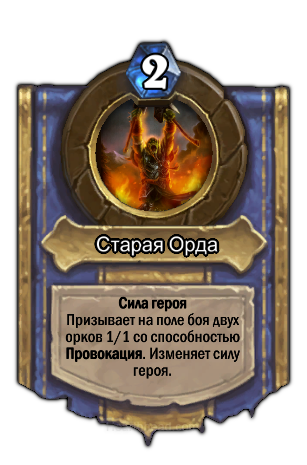 2
Старая Орда
Сила героя
Призывает на поле боя двух
орков 1/1 со способностью
Провокация. Изменяет силу
героя.